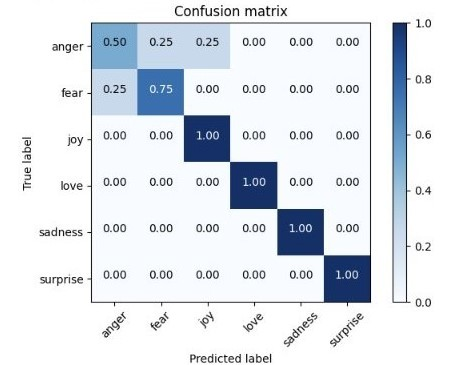 Confusion matrix
True label
anger 0.50 0.25 0.25 0.00 0.00 0.00
fear 0.25 0.75 0.00 0.00 0.00 0.00
joy 0.00 0.00 1.00 0.00 0.00 0.00
love 0.00 0.00 0.00 1.00 0.00 0.00
sadness 0.00 0.00 0.00 0.00 1.00 0.00
surprise 0.00 0.00 0.00 0.00 0.00 1.00
anger fear joy love sadness surprise
Predicted label
1.0
0.8
0.6
0.4
0.2
0.0